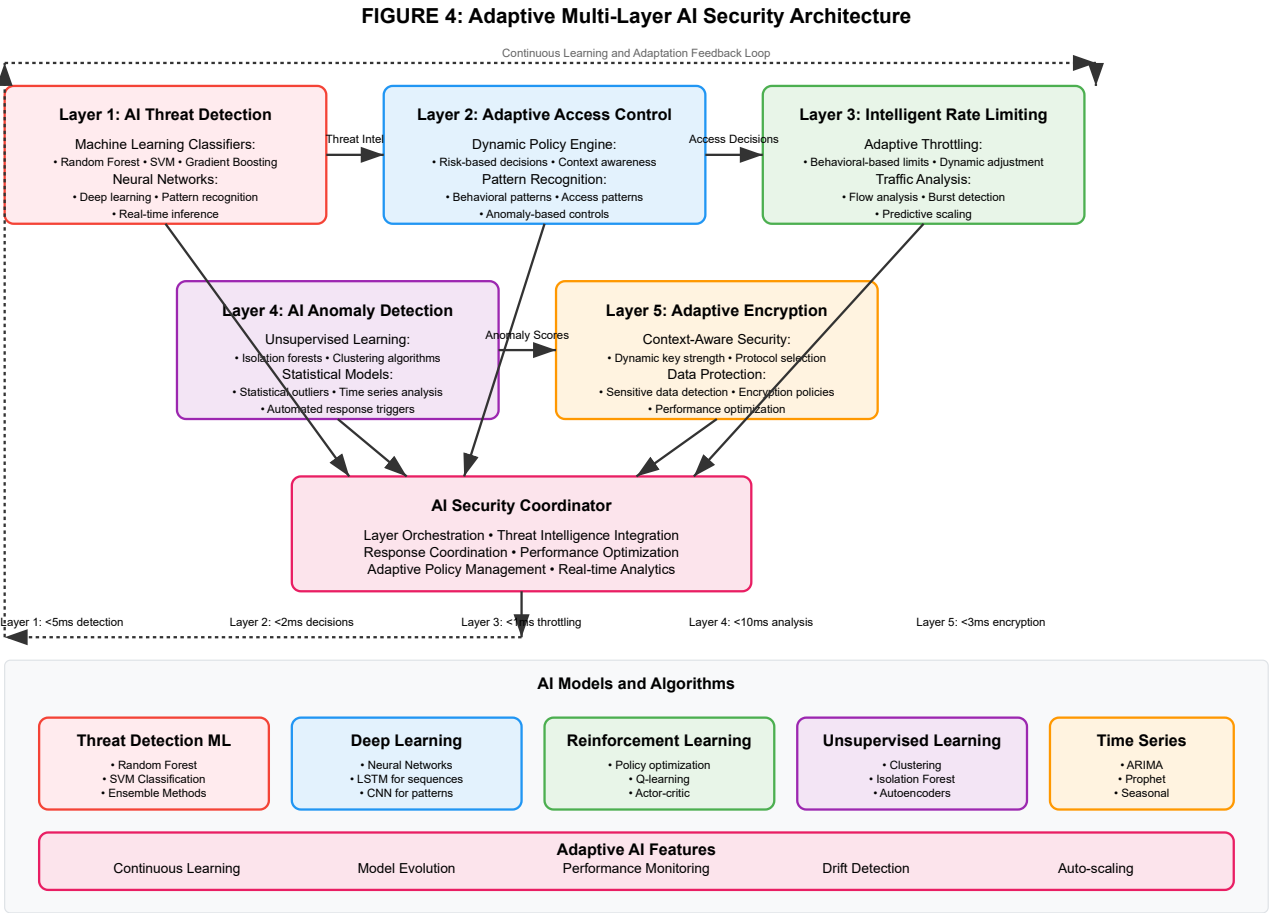 FIGURE 4: Adaptive Multi-Layer AI Security Architecture
Continuous Learning and Adaptation Feedback Loop
Layer 1: AI Threat Detection
Machine Learning Classifiers:
• Random Forest • SVM • Gradient Boosting
Neural Networks:
• Deep learning • Pattern recognition
• Real-time inference
Threat Intel
Layer 2: Adaptive Access Control
Dynamic Policy Engine:
• Risk-based decisions • Context awareness
Pattern Recognition:
• Behavioral patterns • Access patterns
• Anomaly-based controls
Access Decisions
Layer 3: Intelligent Rate Limiting
Adaptive Throttling:
• Behavioral-based limits • Dynamic adjustment
Traffic Analysis:
• Flow analysis • Burst detection
• Predictive scaling
Layer 4: AI Anomaly Detection
Unsupervised Learning:
• Isolation forests • Clustering algorithms
Statistical Models:
• Statistical outliers • Time series analysis
• Automated response triggers
Anomaly Scores
Layer 5: Adaptive Encryption
Context-Aware Security:
• Dynamic key strength • Protocol selection
Data Protection:
• Sensitive data detection • Encryption policies
• Performance optimization
AI Security Coordinator
Layer Orchestration • Threat Intelligence Integration
Response Coordination • Performance Optimization
Adaptive Policy Management • Real-time Analytics
Layer 1: <5ms detection
Layer 2: <2ms decisions
Layer 3: <1ms throttling
Layer 4: <10ms analysis
Layer 5: <3ms encryption
AI Models and Algorithms
Threat Detection ML
• Random Forest
• SVM Classification
• Ensemble Methods
Deep Learning
• Neural Networks
• LSTM for sequences
• CNN for patterns
Reinforcement Learning
• Policy optimization
• Q-learning
• Actor-critic
Unsupervised Learning
• Clustering
• Isolation Forest
• Autoencoders
Time Series
• ARIMA
• Prophet
• Seasonal
Adaptive AI Features
Continuous Learning
Model Evolution
Performance Monitoring
Drift Detection
Auto-scaling